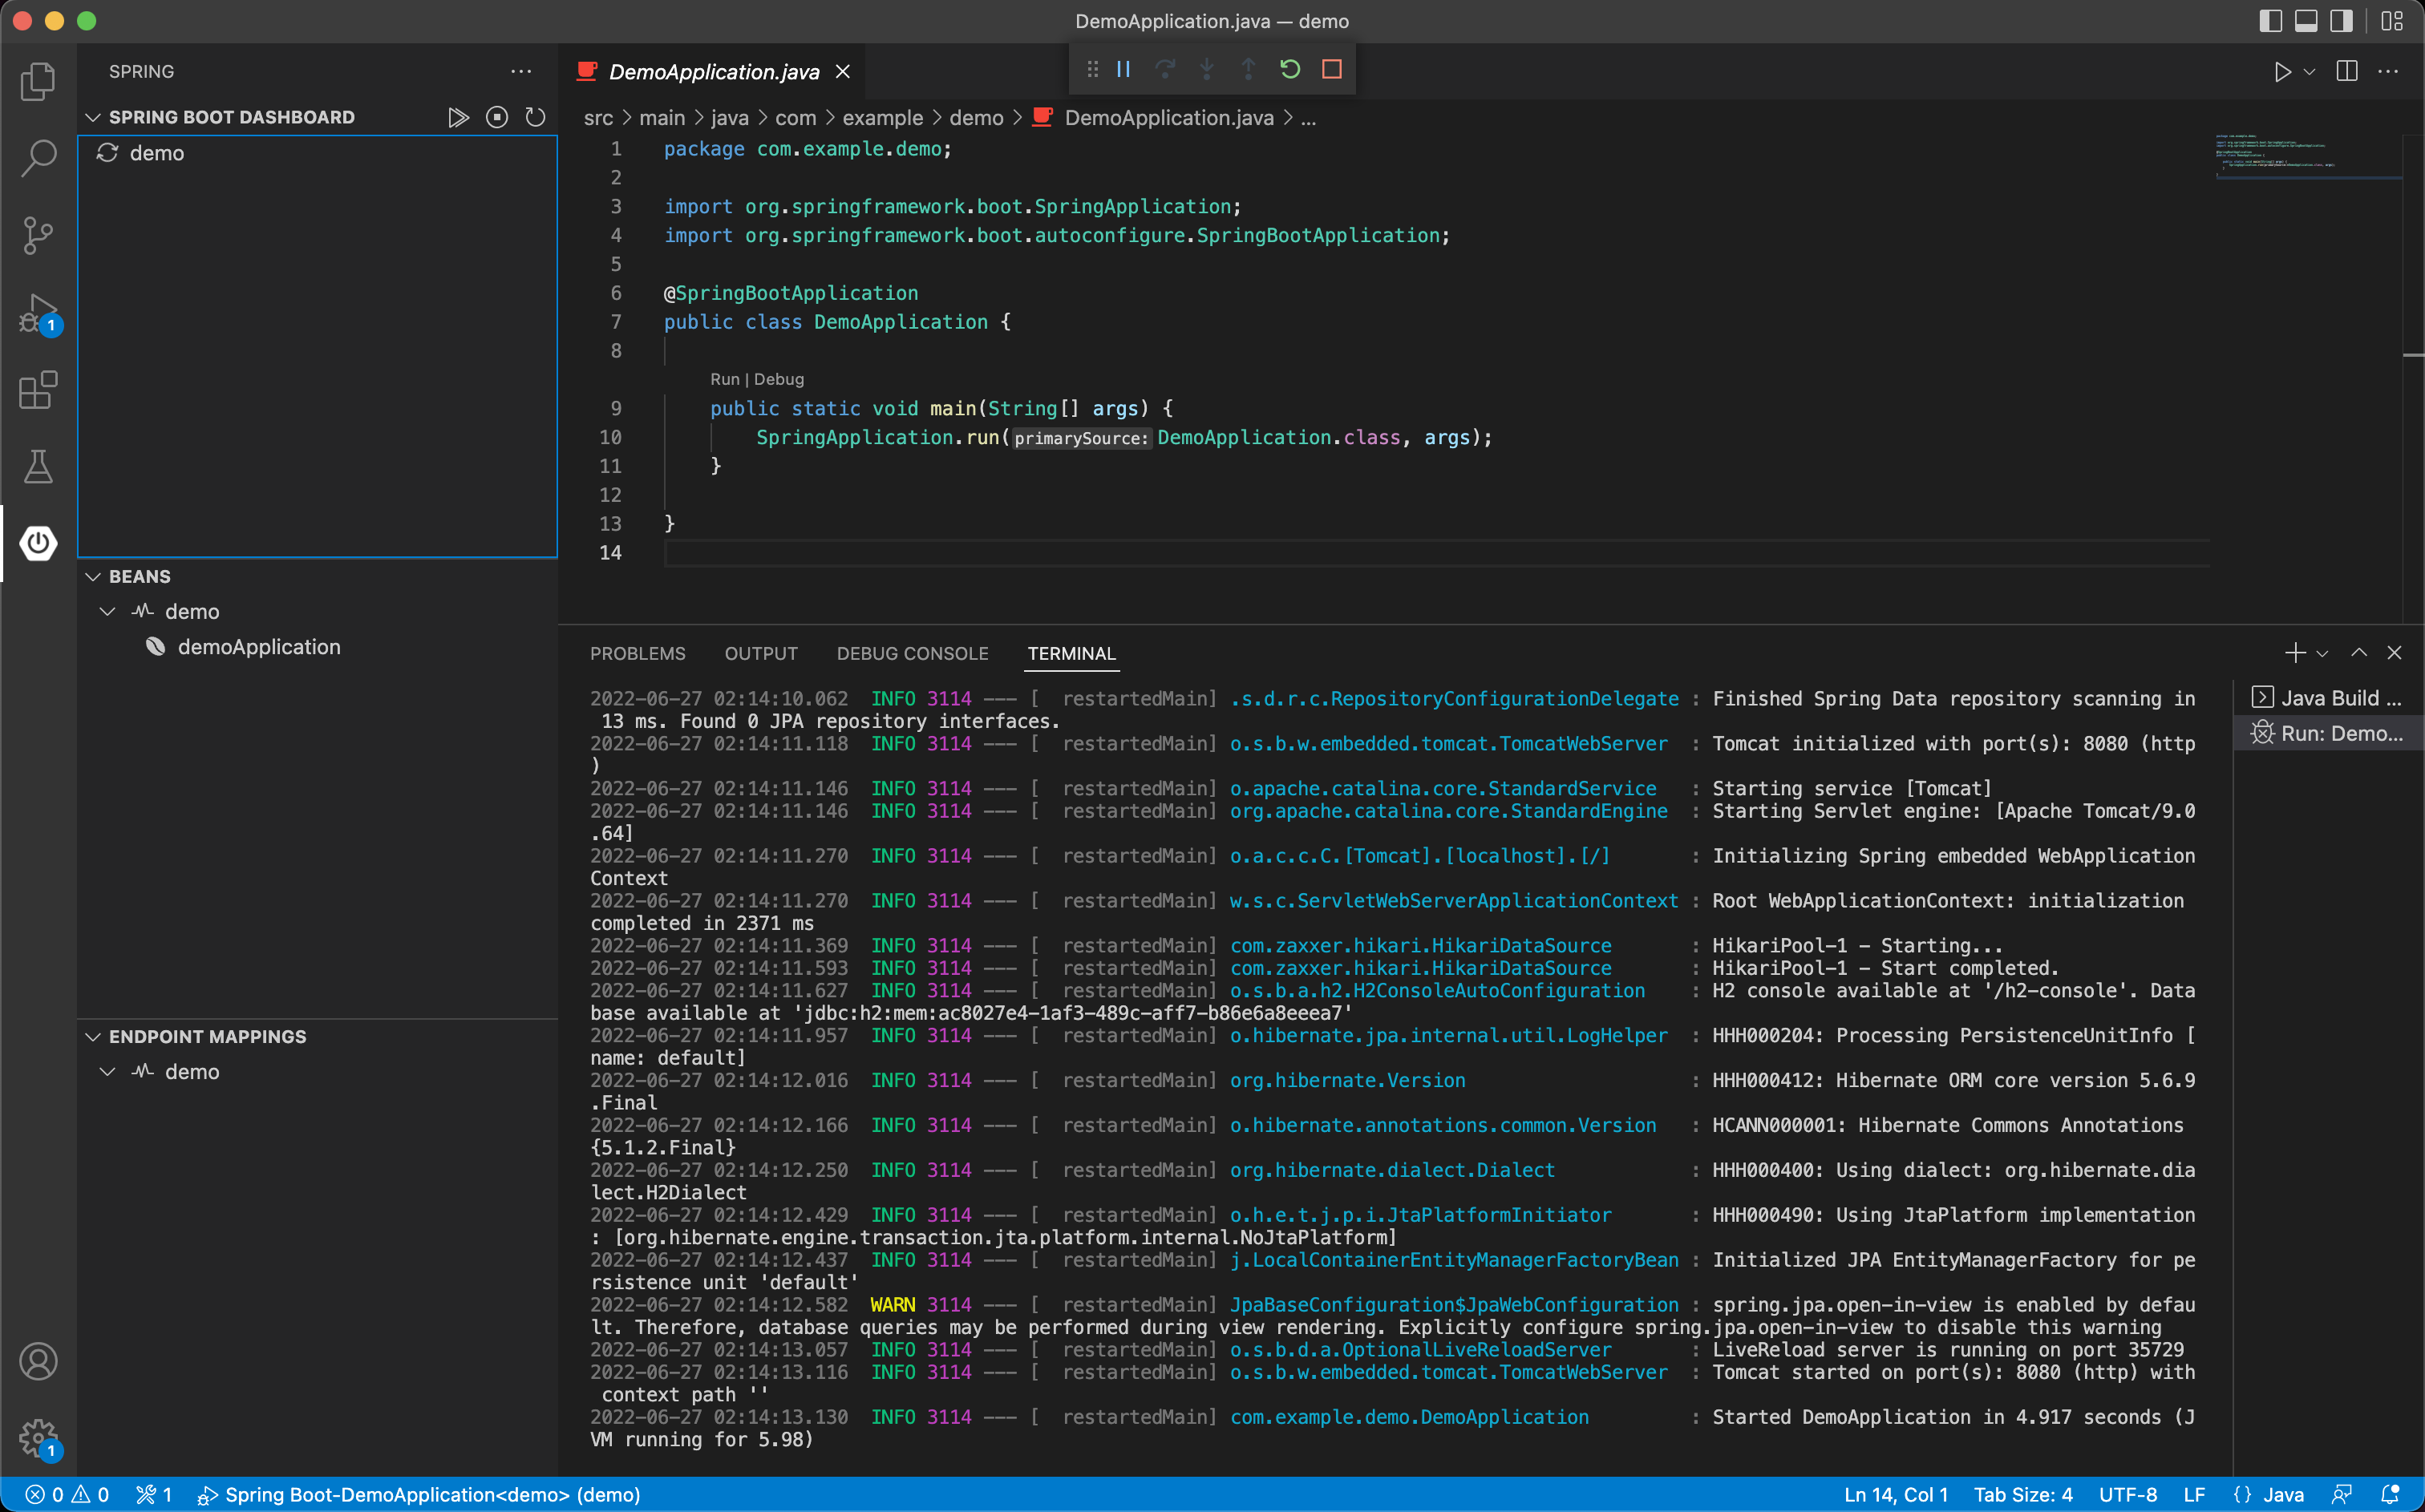 DemoApplication.java — demo
SPRING
SPRING BOOT DASHBOARD
demo
BEANS
demo
demoApplication
ENDPOINT MAPPINGS
demo
1
1
DemoApplication.java
src > main > java > com > example > demo > DemoApplication.java > ...
1 package com.example.demo;
2
3 import org.springframework.boot.SpringApplication;
4 import org.springframework.boot.autoconfigure.SpringBootApplication;
5
6 @SpringBootApplication
7 public class DemoApplication {
8
Run | Debug
9 public static void main(String[] args) {
10 SpringApplication.run(primarySource:DemoApplication.class, args);
11 }
12
13 }
14
PROBLEMS OUTPUT DEBUG CONSOLE TERMINAL
2022-06-27 02:14:10.062 INFO 3114 --- [ restartedMain] .s.d.r.c.RepositoryConfigurationDelegate : Finished Spring Data repository scanning in
13 ms. Found 0 JPA repository interfaces.
2022-06-27 02:14:11.118 INFO 3114 --- [ restartedMain] o.s.b.w.embedded.tomcat.TomcatWebServer : Tomcat initialized with port(s): 8080 (http
)
2022-06-27 02:14:11.146 INFO 3114 --- [ restartedMain] o.apache.catalina.core.StandardService : Starting service [Tomcat]
2022-06-27 02:14:11.146 INFO 3114 --- [ restartedMain] org.apache.catalina.core.StandardEngine : Starting Servlet engine: [Apache Tomcat/9.0
.64]
2022-06-27 02:14:11.270 INFO 3114 --- [ restartedMain] o.a.c.c.C.[Tomcat].[localhost].[/] : Initializing Spring embedded WebApplication
Context
2022-06-27 02:14:11.270 INFO 3114 --- [ restartedMain] w.s.c.ServletWebServerApplicationContext : Root WebApplicationContext: initialization
completed in 2371 ms
2022-06-27 02:14:11.369 INFO 3114 --- [ restartedMain] com.zaxxer.hikari.HikariDataSource : HikariPool-1 - Starting...
2022-06-27 02:14:11.593 INFO 3114 --- [ restartedMain] com.zaxxer.hikari.HikariDataSource : HikariPool-1 - Start completed.
2022-06-27 02:14:11.627 INFO 3114 --- [ restartedMain] o.s.b.a.h2.H2ConsoleAutoConfiguration : H2 console available at '/h2-console'. Data
base available at 'jdbc:h2:mem:ac8027e4-1af3-489c-aff7-b86e6a8eeea7'
2022-06-27 02:14:11.957 INFO 3114 --- [ restartedMain] o.hibernate.jpa.internal.util.LogHelper : HHH000204: Processing PersistenceUnitInfo [
name: default]
2022-06-27 02:14:12.016 INFO 3114 --- [ restartedMain] org.hibernate.Version : HHH000412: Hibernate ORM core version 5.6.9
.Final
2022-06-27 02:14:12.166 INFO 3114 --- [ restartedMain] o.hibernate.annotations.common.Version : HCANN000001: Hibernate Commons Annotations
{5.1.2.Final}
2022-06-27 02:14:12.250 INFO 3114 --- [ restartedMain] org.hibernate.dialect.Dialect : HHH000400: Using dialect: org.hibernate.dia
lect.H2Dialect
2022-06-27 02:14:12.429 INFO 3114 --- [ restartedMain] o.h.e.t.j.p.i.JtaPlatformInitiator : HHH000490: Using JtaPlatform implementation
: [org.hibernate.engine.transaction.jta.platform.internal.NoJtaPlatform]
2022-06-27 02:14:12.437 INFO 3114 --- [ restartedMain] j.LocalContainerEntityManagerFactoryBean : Initialized JPA EntityManagerFactory for pe
rsistence unit 'default'
2022-06-27 02:14:12.582 WARN 3114 --- [ restartedMain] JpaBaseConfiguration$JpaWebConfiguration : spring.jpa.open-in-view is enabled by defau
lt. Therefore, database queries may be performed during view rendering. Explicitly configure spring.jpa.open-in-view to disable this warning
2022-06-27 02:14:13.057 INFO 3114 --- [ restartedMain] o.s.b.d.a.OptionalLiveReloadServer : LiveReload server is running on port 35729
2022-06-27 02:14:13.116 INFO 3114 --- [ restartedMain] o.s.b.w.embedded.tomcat.TomcatWebServer : Tomcat started on port(s): 8080 (http) with
context path ''
2022-06-27 02:14:13.130 INFO 3114 --- [ restartedMain] com.example.demo.DemoApplication : Started DemoApplication in 4.917 seconds (J
VM running for 5.98)
Java Build ...
Run: Demo...
0 0 1 Spring Boot-DemoApplication<demo> (demo)
Ln 14, Col 1 Tab Size: 4 UTF-8 LF {} Java